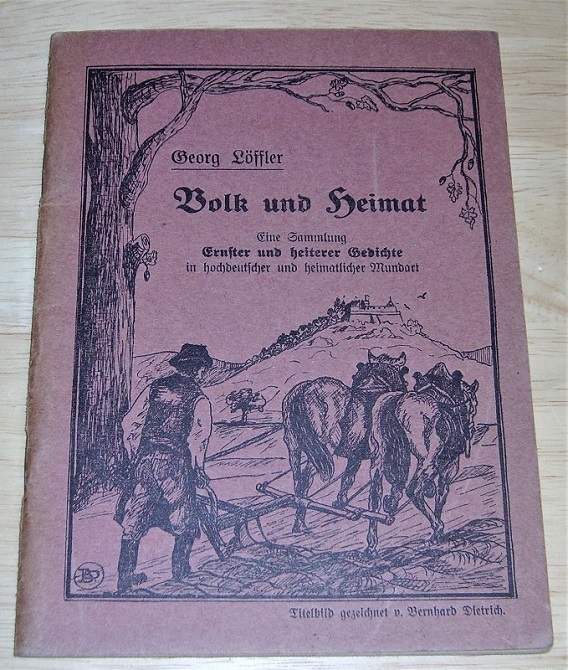 Georg Löffler
Volk und Heimat
Eine Sammlung
Ernster und heiterer Gedichte
in hochdeutscher und heimatlicher Mundart
Titelbild gezeichnet v. Bernhard Dietrich.